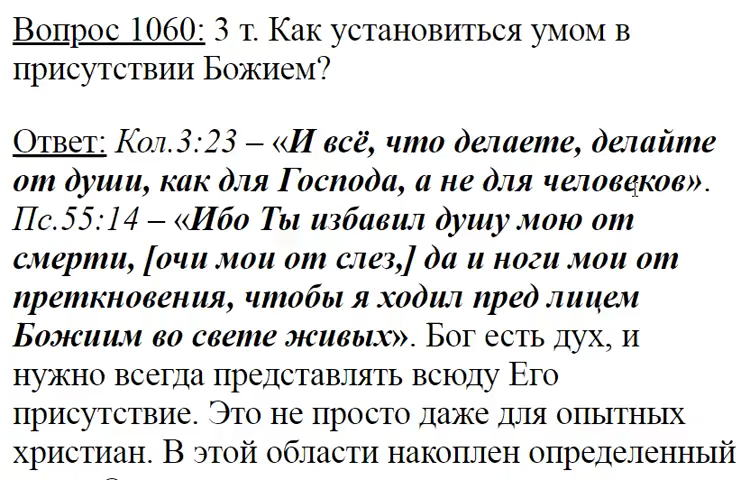 Вопрос 1060: 3 т. Как установиться умом в
присутствии Божием?
Ответ: Кол.3:23 – «И всё, что делаете, делайте
от души, как для Господа, а не для человеков».
Пс.55:14 – «Ибо Ты избавил душу мою от
смерти, [очи мои от слез,] да и ноги мои от
преткновения, чтобы я ходил пред лицем
Божиим во свете живых». Бог есть дух, и
нужно всегда представлять всюду Его
присутствие. Это не просто даже для опытных
христиан. В этой области накоплен определенный